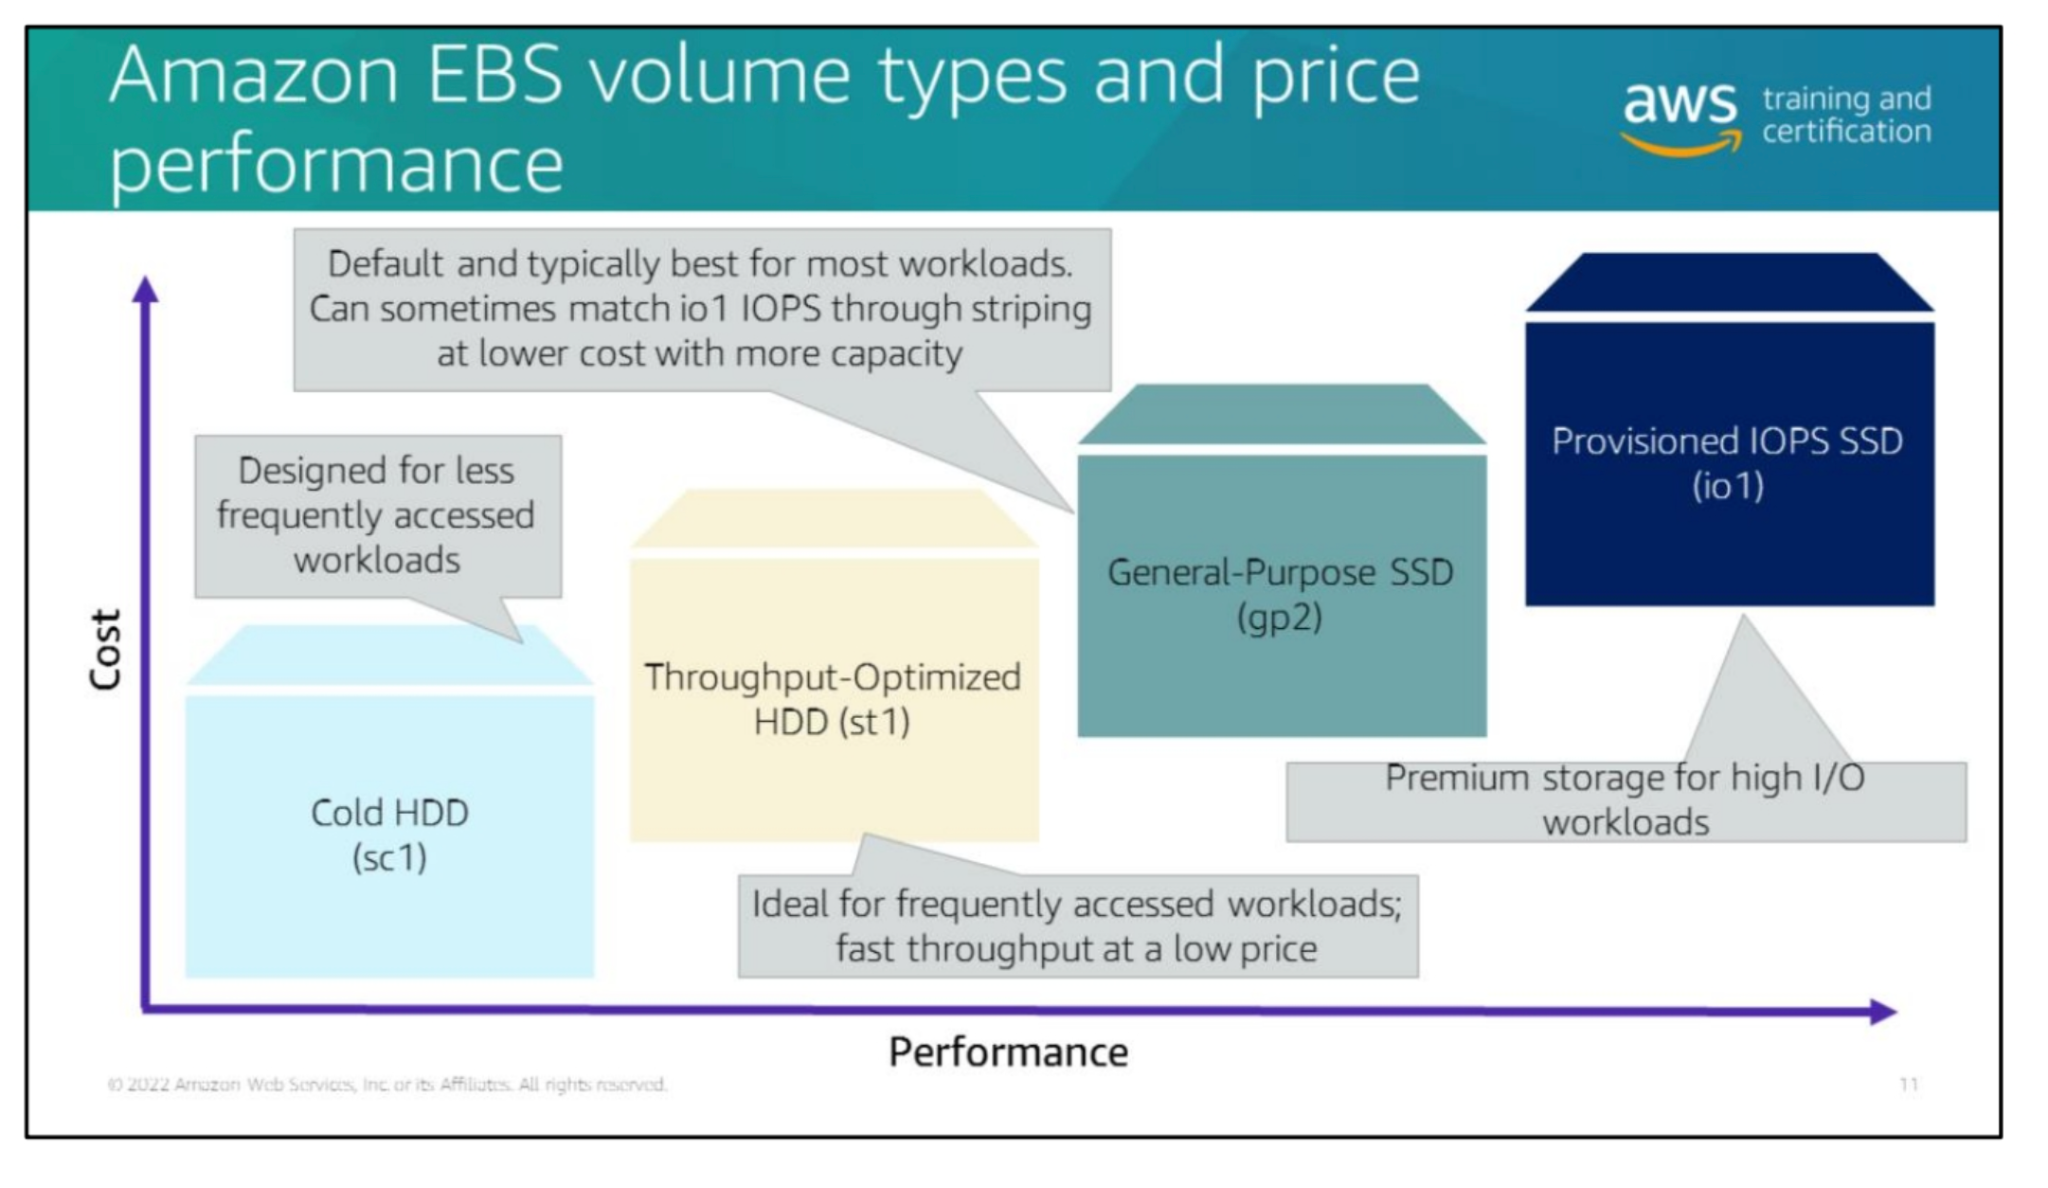 Amazon EBS volume types and price
performance
aws training and
certification
Default and typically best for most workloads.
Can sometimes match io1 IOPS through striping
at lower cost with more capacity
Designed for less
frequently accessed
workloads
Provisioned IOPS SSD
(io1)
General-Purpose SSD
(gp2)
Throughput-Optimized
HDD (st1)
Cold HDD
(sc1)
Premium storage for high I/O
workloads
Ideal for frequently accessed workloads;
fast throughput at a low price
Cost
Performance
© 2022 Amazon Web Services, Inc. or its Affiliates. All rights reserved.
11